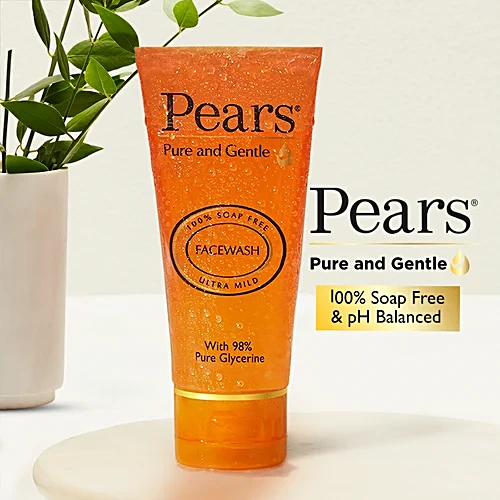 Pears®
Pure and Gentle
100% SOAP FREE
FACEWASH
ULTRA MILD
With 98%
Pure Glycerine
Pears®
Pure and Gentle
100% Soap Free
& pH Balanced